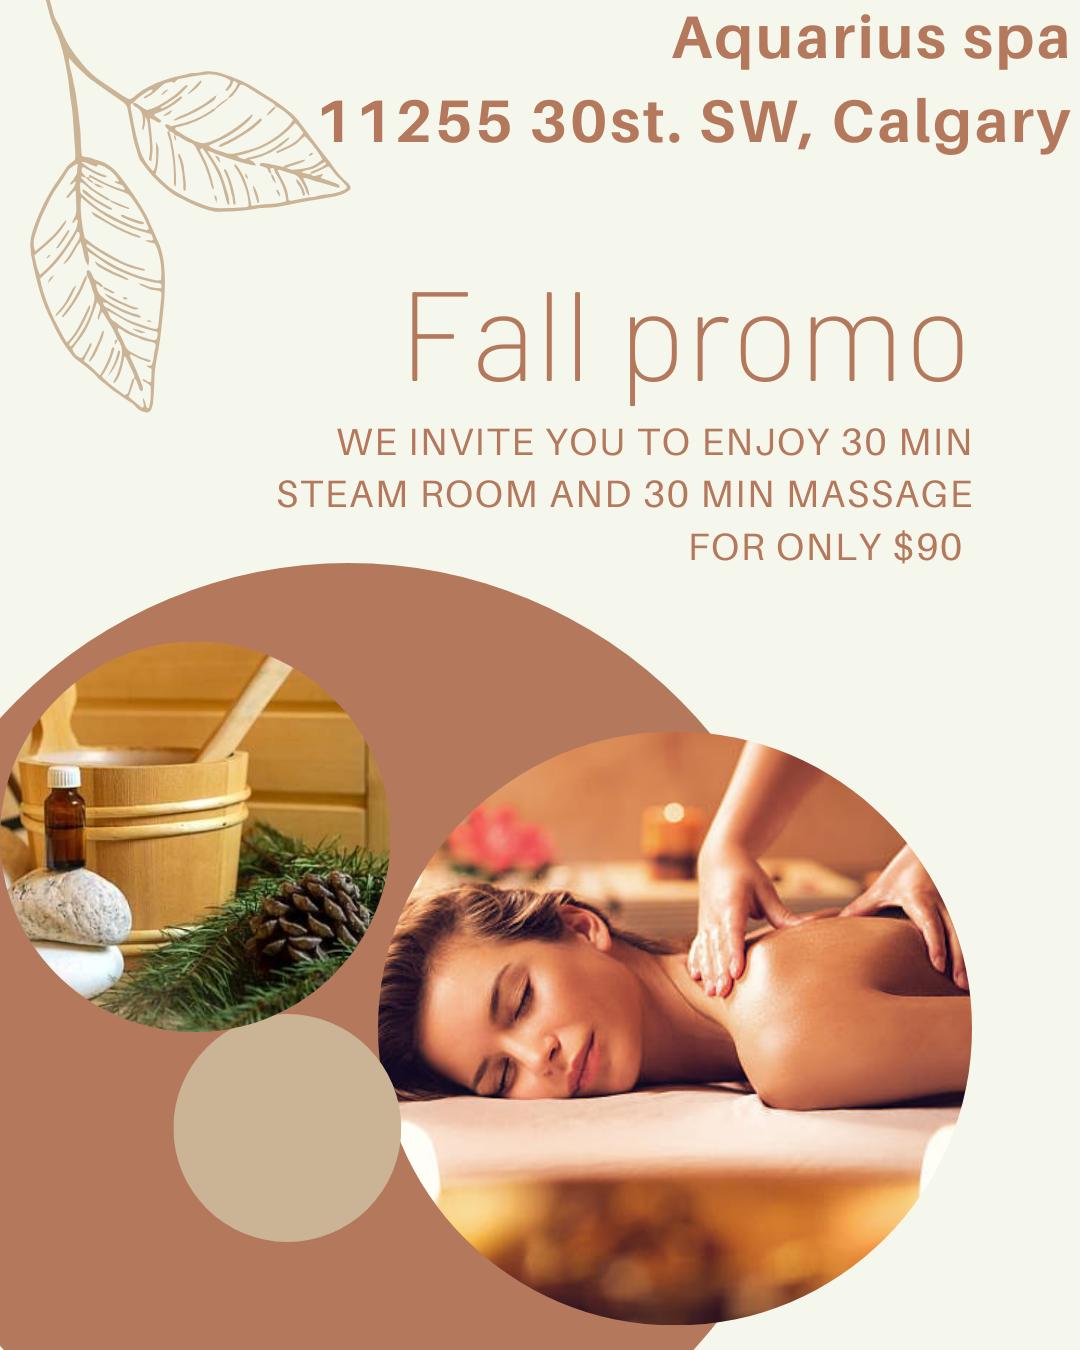 Aquarius spa
11255 30st. SW, Calgary
Fall promo
WE INVITE YOU TO ENJOY 30 MIN
STEAM ROOM AND 30 MIN MASSAGE
FOR ONLY $90